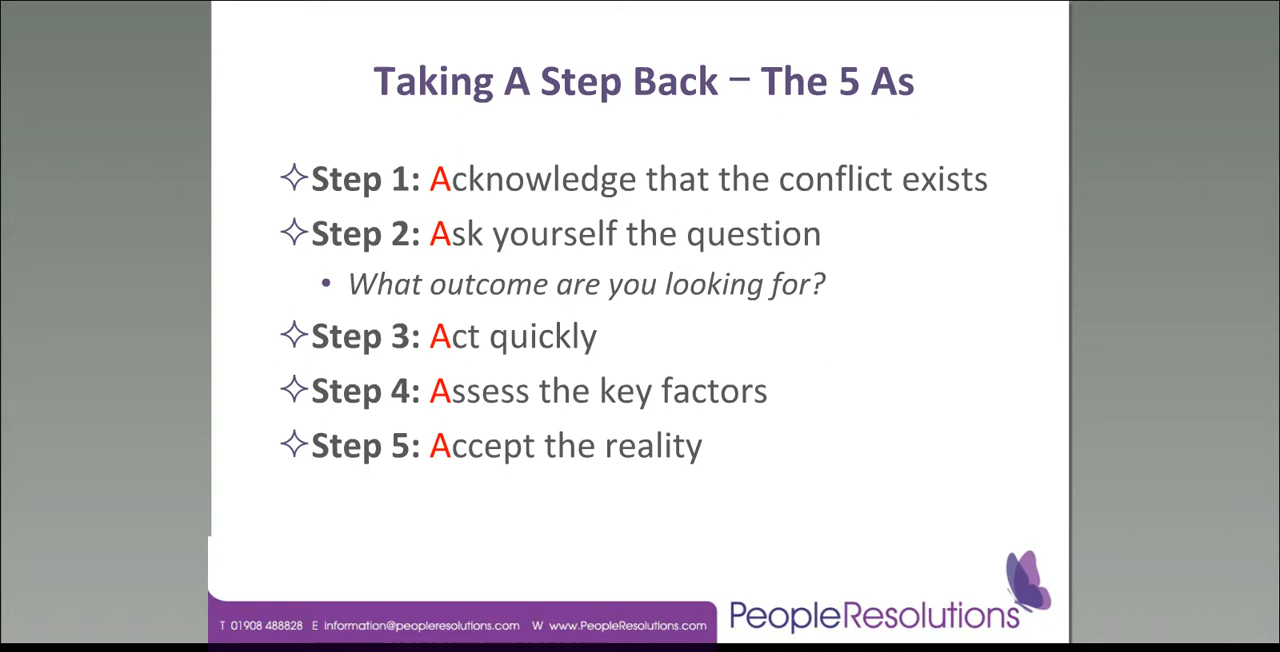 Taking A Step Back – The 5 As
Step 1: Acknowledge that the conflict exists
Step 2: Ask yourself the question
• What outcome are you looking for?
Step 3: Act quickly
Step 4: Assess the key factors
Step 5: Accept the reality
T 01908 488828 E information@peopleresolutions.com W www.PeopleResolutions.com
PeopleResolutions